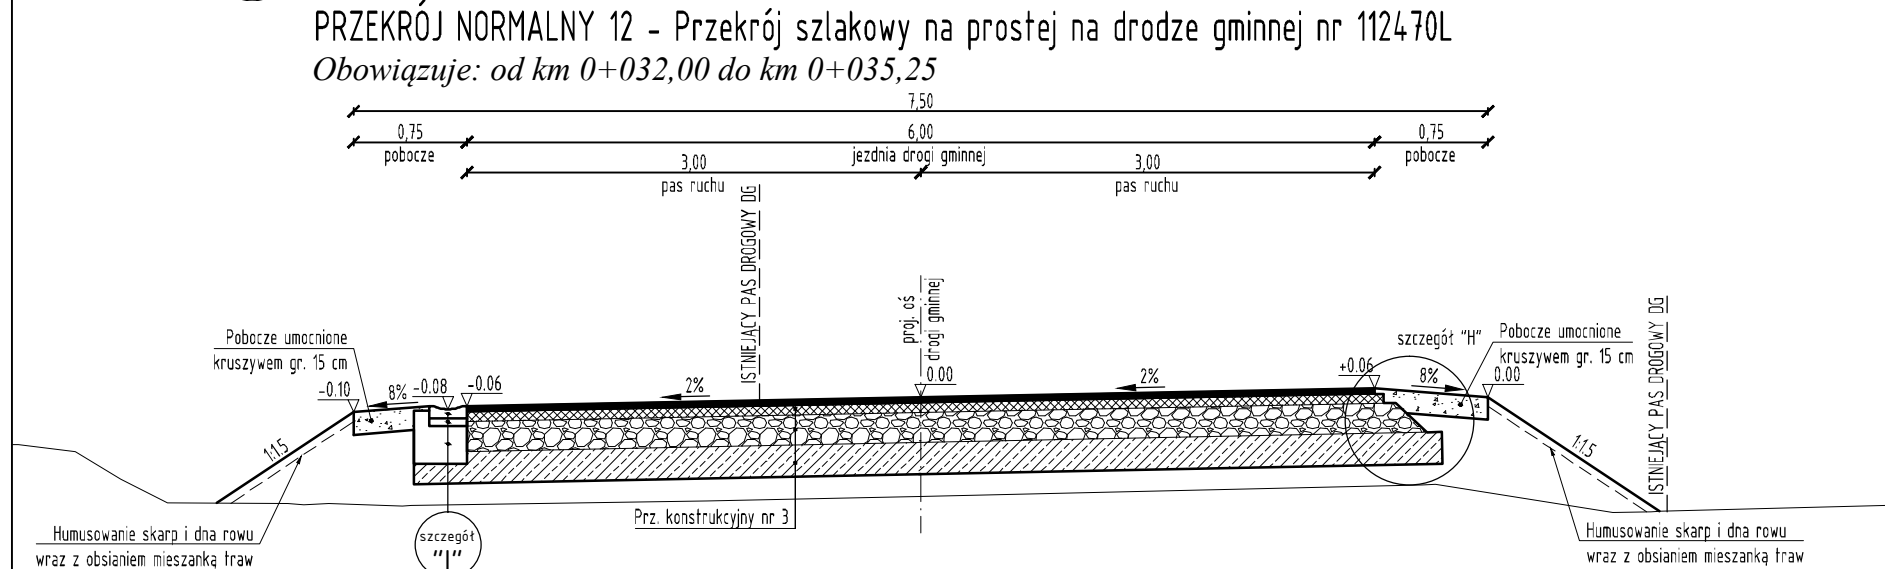 PRZEKRÓJ NORMALNY 12 - Przekrój szlakowy na prostej na drodze gminnej nr 112470L
Obowiązuje: od km 0+032,00 do km 0+035,25
7,50
0,75
6,00
0,75
pobocze
jezdnia drogi gminnej
pobocze
3,00
3,00
pas ruchu
pas ruchu
ISTNIEJĄCY PAS DROGOWY DG
proj. oś
drogi gminnej
ISTNIEJĄCY PAS DROGOWY DG
Pobocze umocnione
kruszywem gr. 15 cm
szczegół "H"
Pobocze umocnione
kruszywem gr. 15 cm
-0.10
8%
-0.08
-0.06
2%
0.00
2%
+0.06
8%
0.00
1:1.5
1:1.5
Prz. konstrukcyjny nr 3
Humusowanie skarp i dna rowu
wraz z obsianiem mieszanką traw
szczegół
"I"
Humusowanie skarp i dna rowu
wraz z obsianiem mieszanką traw